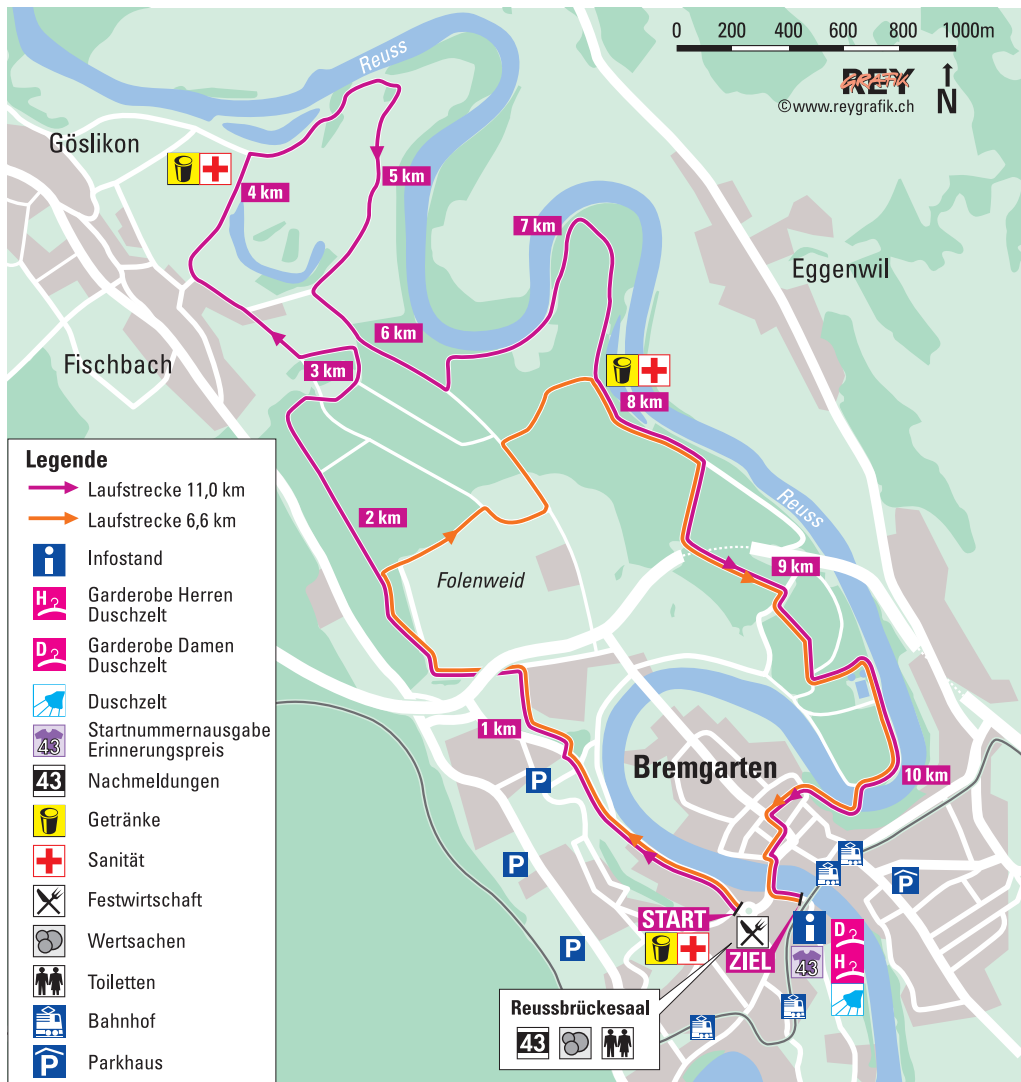 0 200 400 600 800 1000m
REY
GRAFIK
©www.reygrafik.ch
N
Reuss
Göslikon
4 km
5 km
7 km
Eggenwil
6 km
Fischbach
3 km
8 km
2 km
Reuss
Folenweid
9 km
1 km
Bremgarten
10 km
P
P
P
P
START
ZIEL
i
43
D
H
Reussbrückesaal
43
Legende
Laufstrecke 11,0 km
Laufstrecke 6,6 km
i
Infostand
H
Garderobe Herren
Duschzelt
D
Garderobe Damen
Duschzelt
Duschzelt
43
Startnummernausgabe
Erinnerungspreis
43
Nachmeldungen
Getränke
Sanität
Festwirtschaft
Wertsachen
Toiletten
Bahnhof
P
Parkhaus